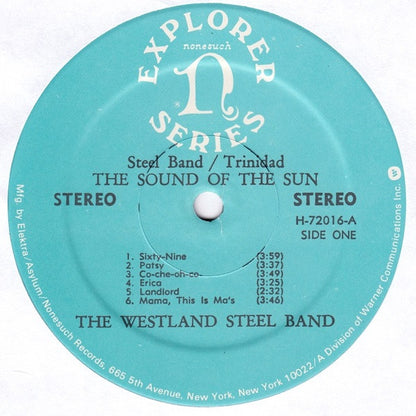 EXPLORER
nonesuch
n
SERIES
Steel Band / Trinidad
THE SOUND OF THE SUN
STEREO
STEREO
H-72016-A
SIDE ONE
1. Sixty-Nine (3:59)
2. Patsy (3:37)
3. Co-che-oh-co- (3:49)
4. Erica (3:25)
5. Landlord (2:32)
6. Mama, This Is Ma's (3:46)
THE WESTLAND STEEL BAND
Mfg. by Elektra/Asylum/Nonesuch Records, 665 5th Avenue, New York, New York 10022/A Division of Warner Communications Inc.